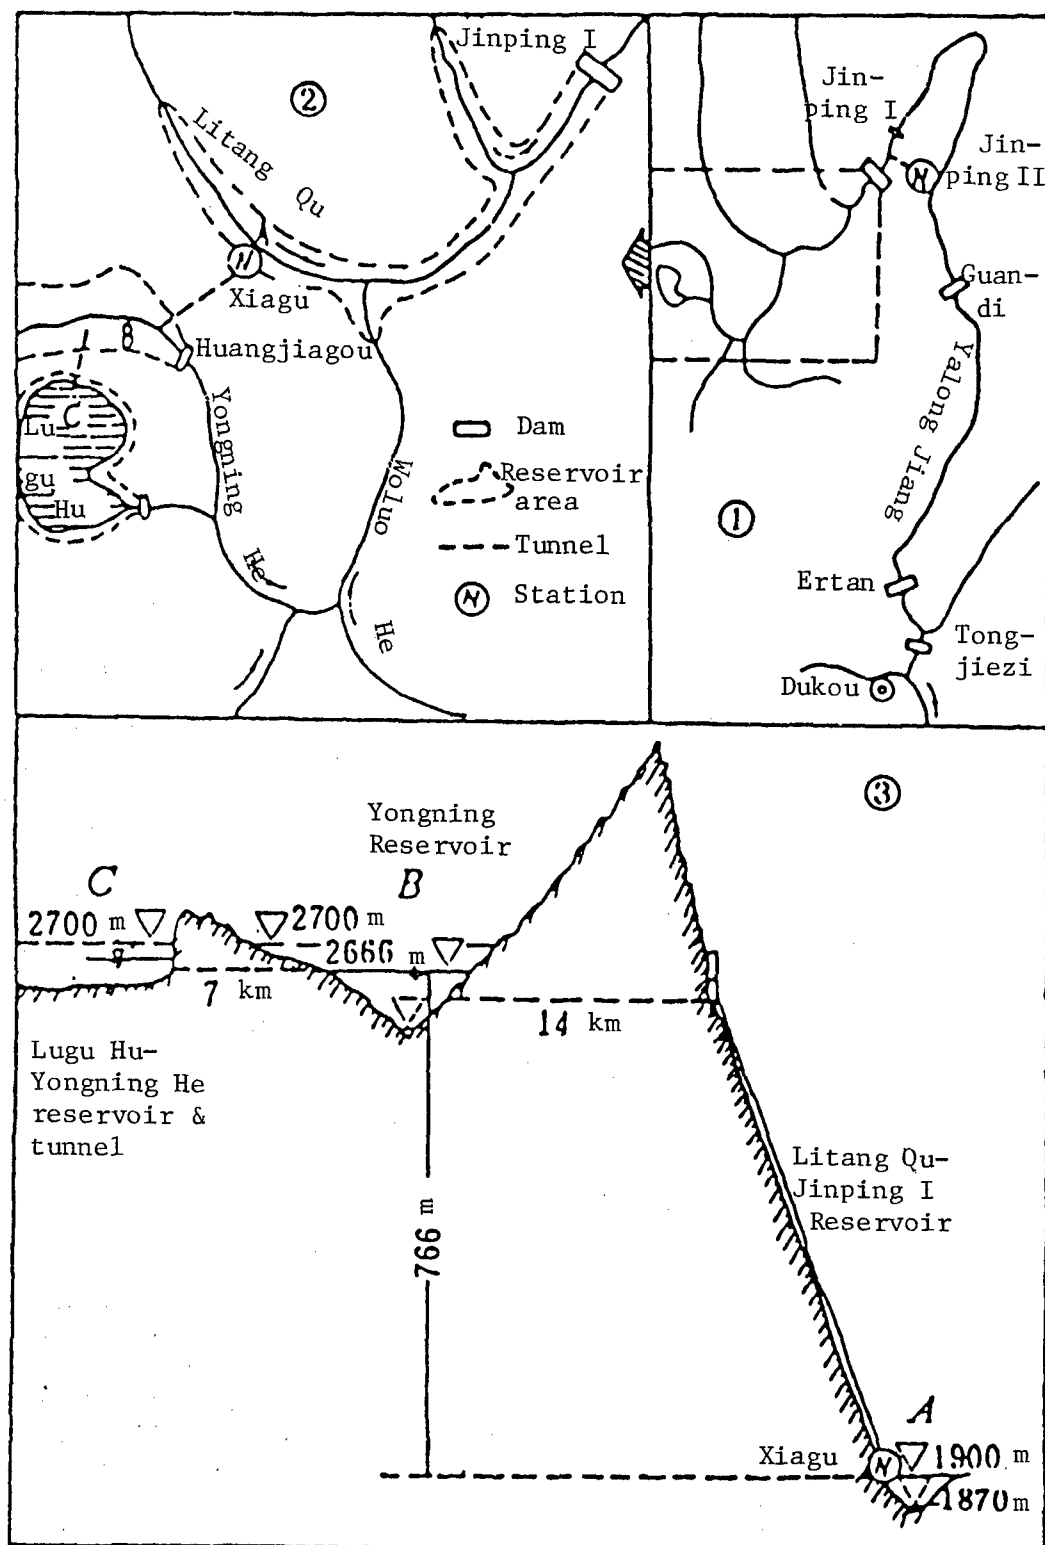 Jinping I
②
Litang
Qu
N
Xiagu
Huangjiagou
8
C
Lu
gu
Hu
Yongning
He
Woluo
He
Dam
Reservoir
area
Tunnel
N Station
Jin-
ping I
Jin-
ping II
N
Guan-
di
Yalong Jiang
①
Ertan
Tong-
jiezi
Dukou
③
Yongning
Reservoir
C
B
2700 m
2700 m
2666 m
7 km
14 km
Lugu Hu-
Yongning He
reservoir &
tunnel
766 m
Litang Qu-
Jinping I
Reservoir
A
Xiagu
N
1900 m
1870 m